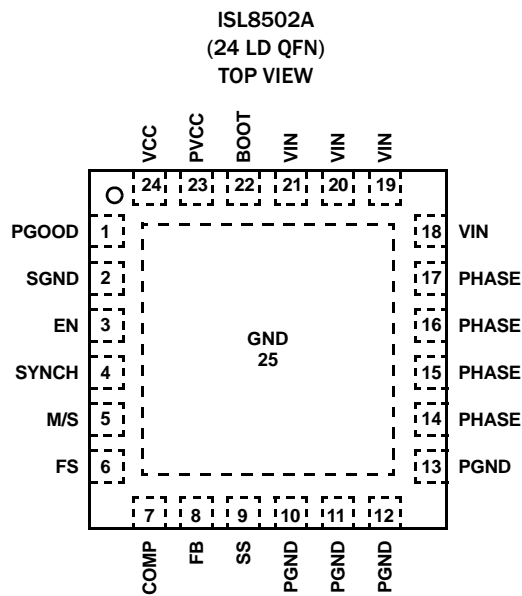 ISL8502A
(24 LD QFN)
TOP VIEW
VCC
PVCC
BOOT
VIN
VIN
VIN
24 23 22 21 20 19
PGOOD 1
SGND 2
EN 3
SYNCH 4
M/S 5
FS 6
GND
25
18 VIN
17 PHASE
16 PHASE
15 PHASE
14 PHASE
13 PGND
7 8 9 10 11 12
COMP
FB
SS
PGND
PGND
PGND